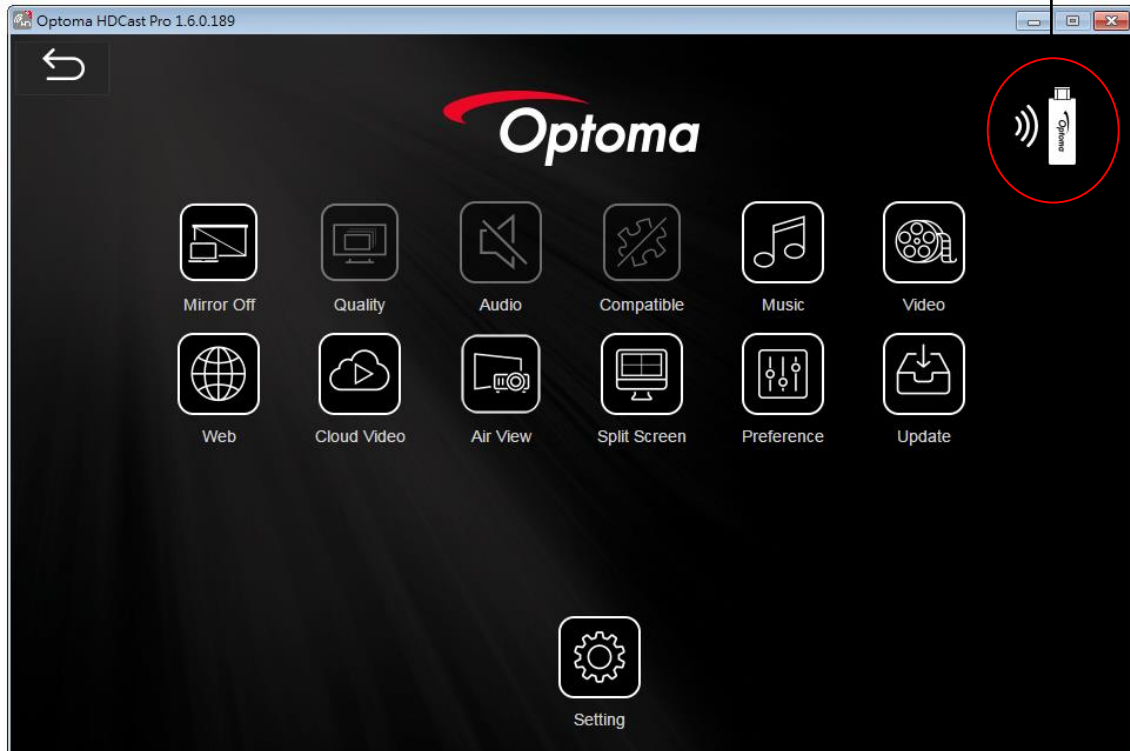 Optoma HDCast Pro 1.6.0.189
Optoma
Optoma
Mirror Off
Quality
Audio
Compatible
Music
Video
Web
Cloud Video
Air View
Split Screen
Preference
Update
Setting